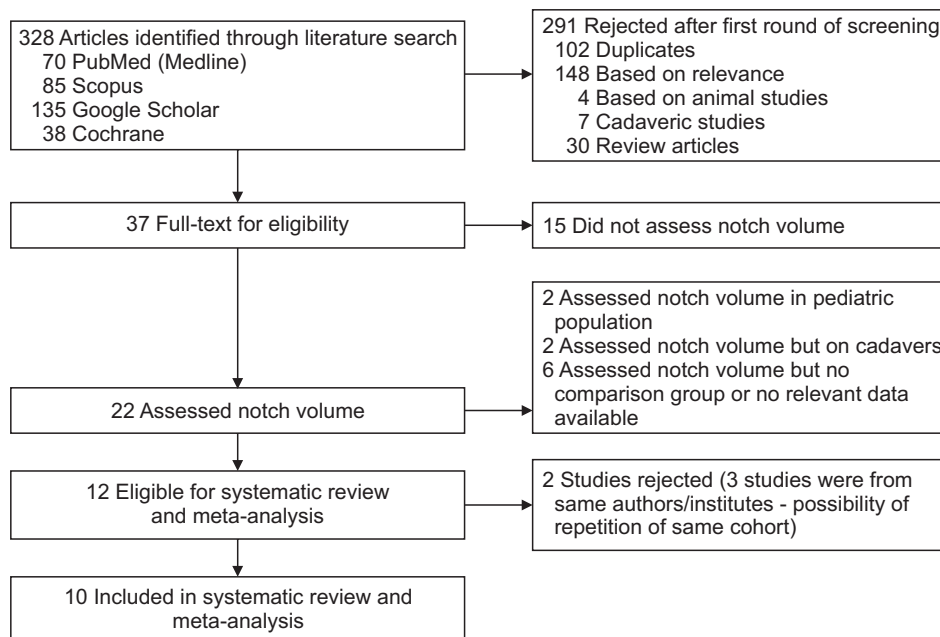 328 Articles identified through literature search
70 PubMed (Medline)
85 Scopus
135 Google Scholar
38 Cochrane
291 Rejected after first round of screening
102 Duplicates
148 Based on relevance
4 Based on animal studies
7 Cadaveric studies
30 Review articles
37 Full-text for eligibility
15 Did not assess notch volume
2 Assessed notch volume in pediatric
population
2 Assessed notch volume but on cadavers
6 Assessed notch volume but no
comparison group or no relevant data
available
22 Assessed notch volume
12 Eligible for systematic review
and meta-analysis
2 Studies rejected (3 studies were from
same authors/institutes - possibility of
repetition of same cohort)
10 Included in systematic review and
meta-analysis